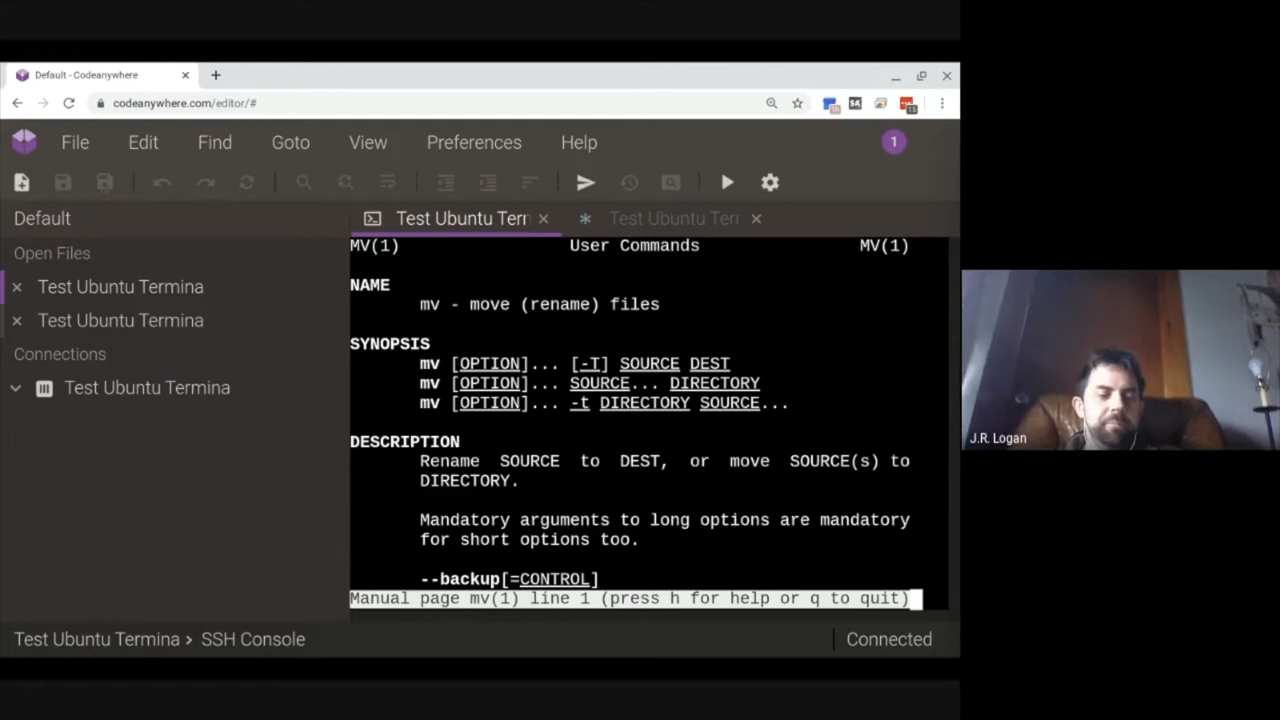 Default - Codeanywhere
codeanywhere.com/editor/#
File Edit Find Goto View Preferences Help 1
Default
Open Files
Test Ubuntu Termina
Test Ubuntu Termina
Connections
Test Ubuntu Termina
Test Ubuntu Terr
Test Ubuntu Terr
MV(1) User Commands MV(1)
NAME
mv - move (rename) files
SYNOPSIS
mv [OPTION]... [-T] SOURCE DEST
mv [OPTION]... SOURCE... DIRECTORY
mv [OPTION]... -t DIRECTORY SOURCE...
DESCRIPTION
Rename SOURCE to DEST, or move SOURCE(s) to
DIRECTORY.
Mandatory arguments to long options are mandatory
for short options too.
--backup[=CONTROL]
Manual page mv(1) line 1 (press h for help or q to quit)
Test Ubuntu Termina > SSH Console
Connected
J.R. Logan